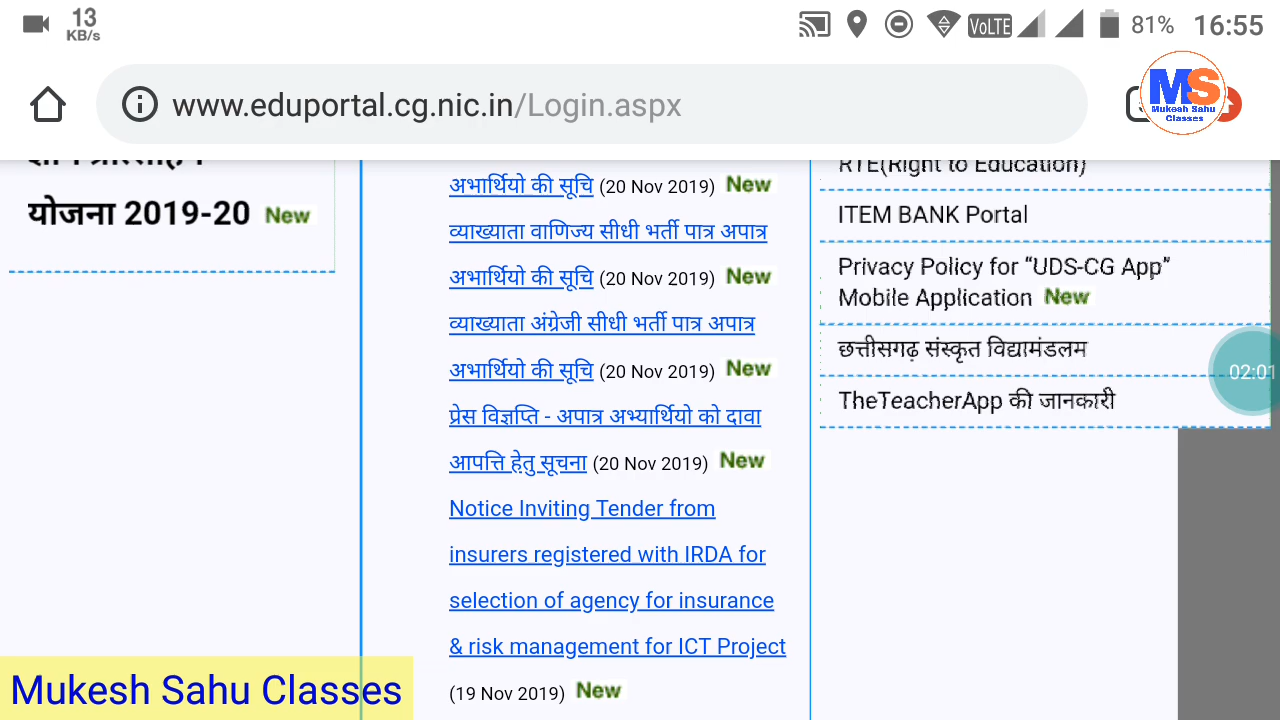 13
KB/s
VoLTE
81%
16:55
www.eduportal.cg.nic.in/Login.aspx
MS
Mukesh Sahu
Classes
योजना 2019-20 New
अभार्थियो की सूचि (20 Nov 2019) New
व्याख्याता वाणिज्य सीधी भर्ती पात्र अपात्र
अभार्थियो की सूचि (20 Nov 2019) New
व्याख्याता अंग्रेजी सीधी भर्ती पात्र अपात्र
अभार्थियो की सूचि (20 Nov 2019) New
प्रेस विज्ञप्ति - अपात्र अभ्यार्थियो को दावा
आपत्ति हेतु सूचना (20 Nov 2019) New
Notice Inviting Tender from
insurers registered with IRDA for
selection of agency for insurance
& risk management for ICT Project
(19 Nov 2019) New
RTE(Right to Education)
ITEM BANK Portal
Privacy Policy for “UDS-CG App”
Mobile Application New
छत्तीसगढ़ संस्कृत विद्यामंडलम
TheTeacherApp की जानकारी
02:01
Mukesh Sahu Classes